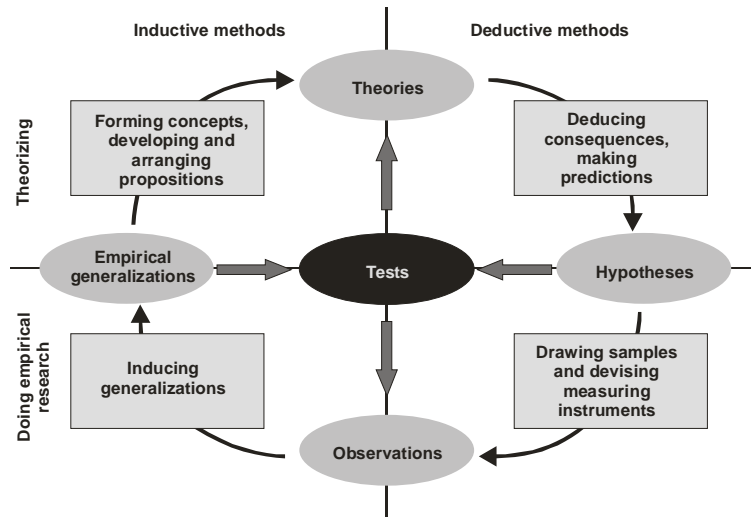 Inductive methods
Deductive methods
Theories
Theorizing
Forming concepts,
developing and
arranging
propositions
Deducing
consequences,
making
predictions
Empirical
generalizations
Tests
Hypotheses
Doing empirical
research
Inducing
generalizations
Drawing samples
and devising
measuring
instruments
Observations